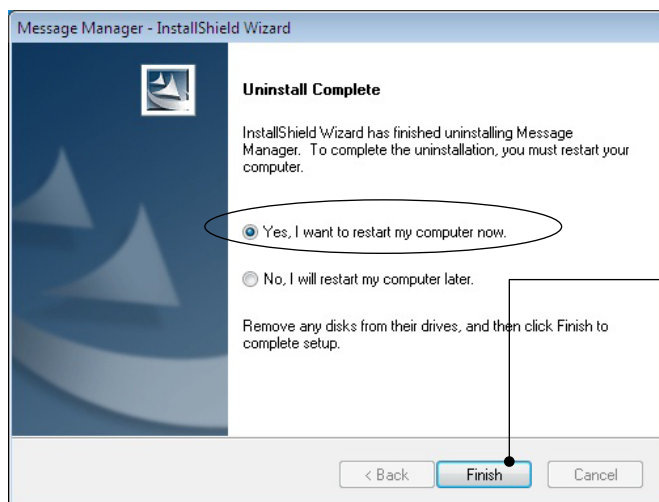 Message Manager - InstallShield Wizard
Uninstall Complete
InstallShield Wizard has finished uninstalling Message
Manager. To complete the uninstallation, you must restart your
computer.
Yes, I want to restart my computer now.
No, I will restart my computer later.
Remove any disks from their drives, and then click Finish to
complete setup.
< Back Finish Cancel